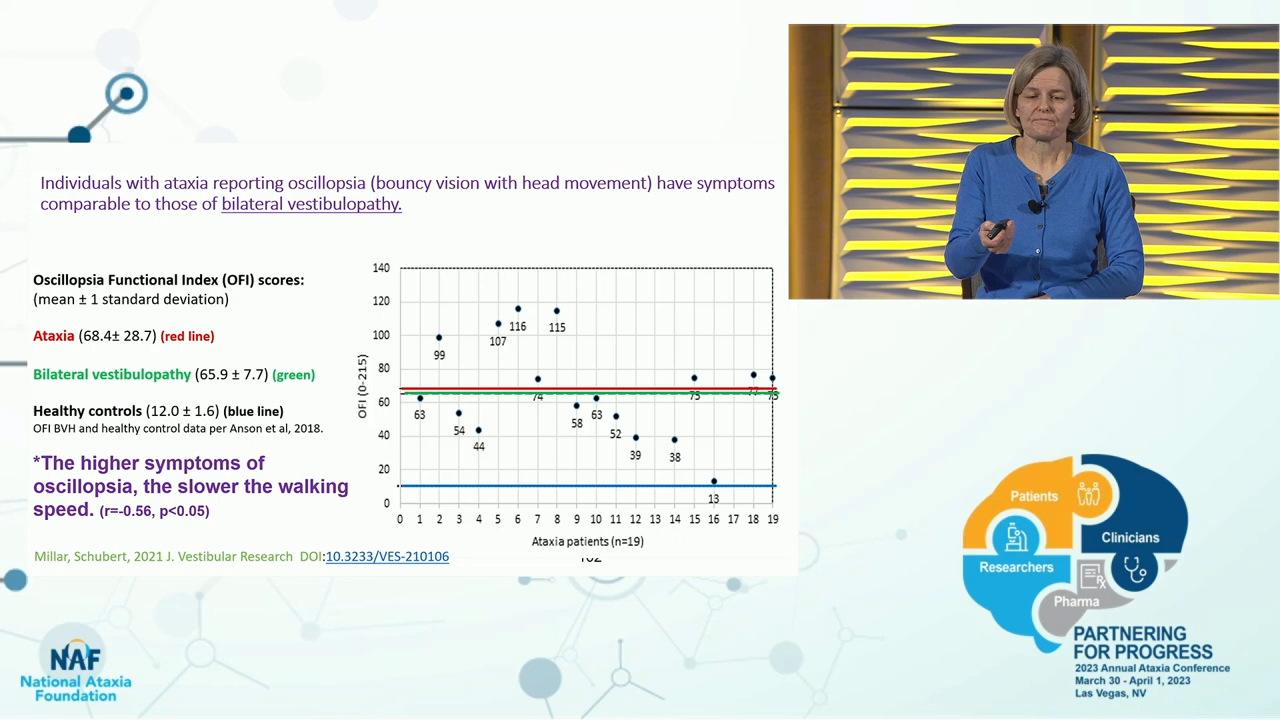 Individuals with ataxia reporting oscillopsia (bouncy vision with head movement) have symptoms
comparable to those of bilateral vestibulopathy.
Oscillopsia Functional Index (OFI) scores:
(mean ± 1 standard deviation)
Ataxia (68.4± 28.7) (red line)
Bilateral vestibulopathy (65.9 ± 7.7) (green)
Healthy controls (12.0 ± 1.6) (blue line)
OFI BVH and healthy control data per Anson et al, 2018.
*The higher symptoms of
oscillopsia, the slower the walking
speed. (r=-0.56, p<0.05)
Millar, Schubert, 2021 J. Vestibular Research DOI:10.3233/VES-210106
OFI (0-215)
140
120
100
80
60
40
20
0
63
99
54
44
107
116
74
115
58
63
52
39
38
75
13
77
75
0 1 2 3 4 5 6 7 8 9 10 11 12 13 14 15 16 17 18 19
Ataxia patients (n=19)
NAF
National Ataxia
Foundation
Patients
Clinicians
Researchers
Rx
Pharma
PARTNERING
FOR PROGRESS
2023 Annual Ataxia Conference
March 30 - April 1, 2023
Las Vegas, NV